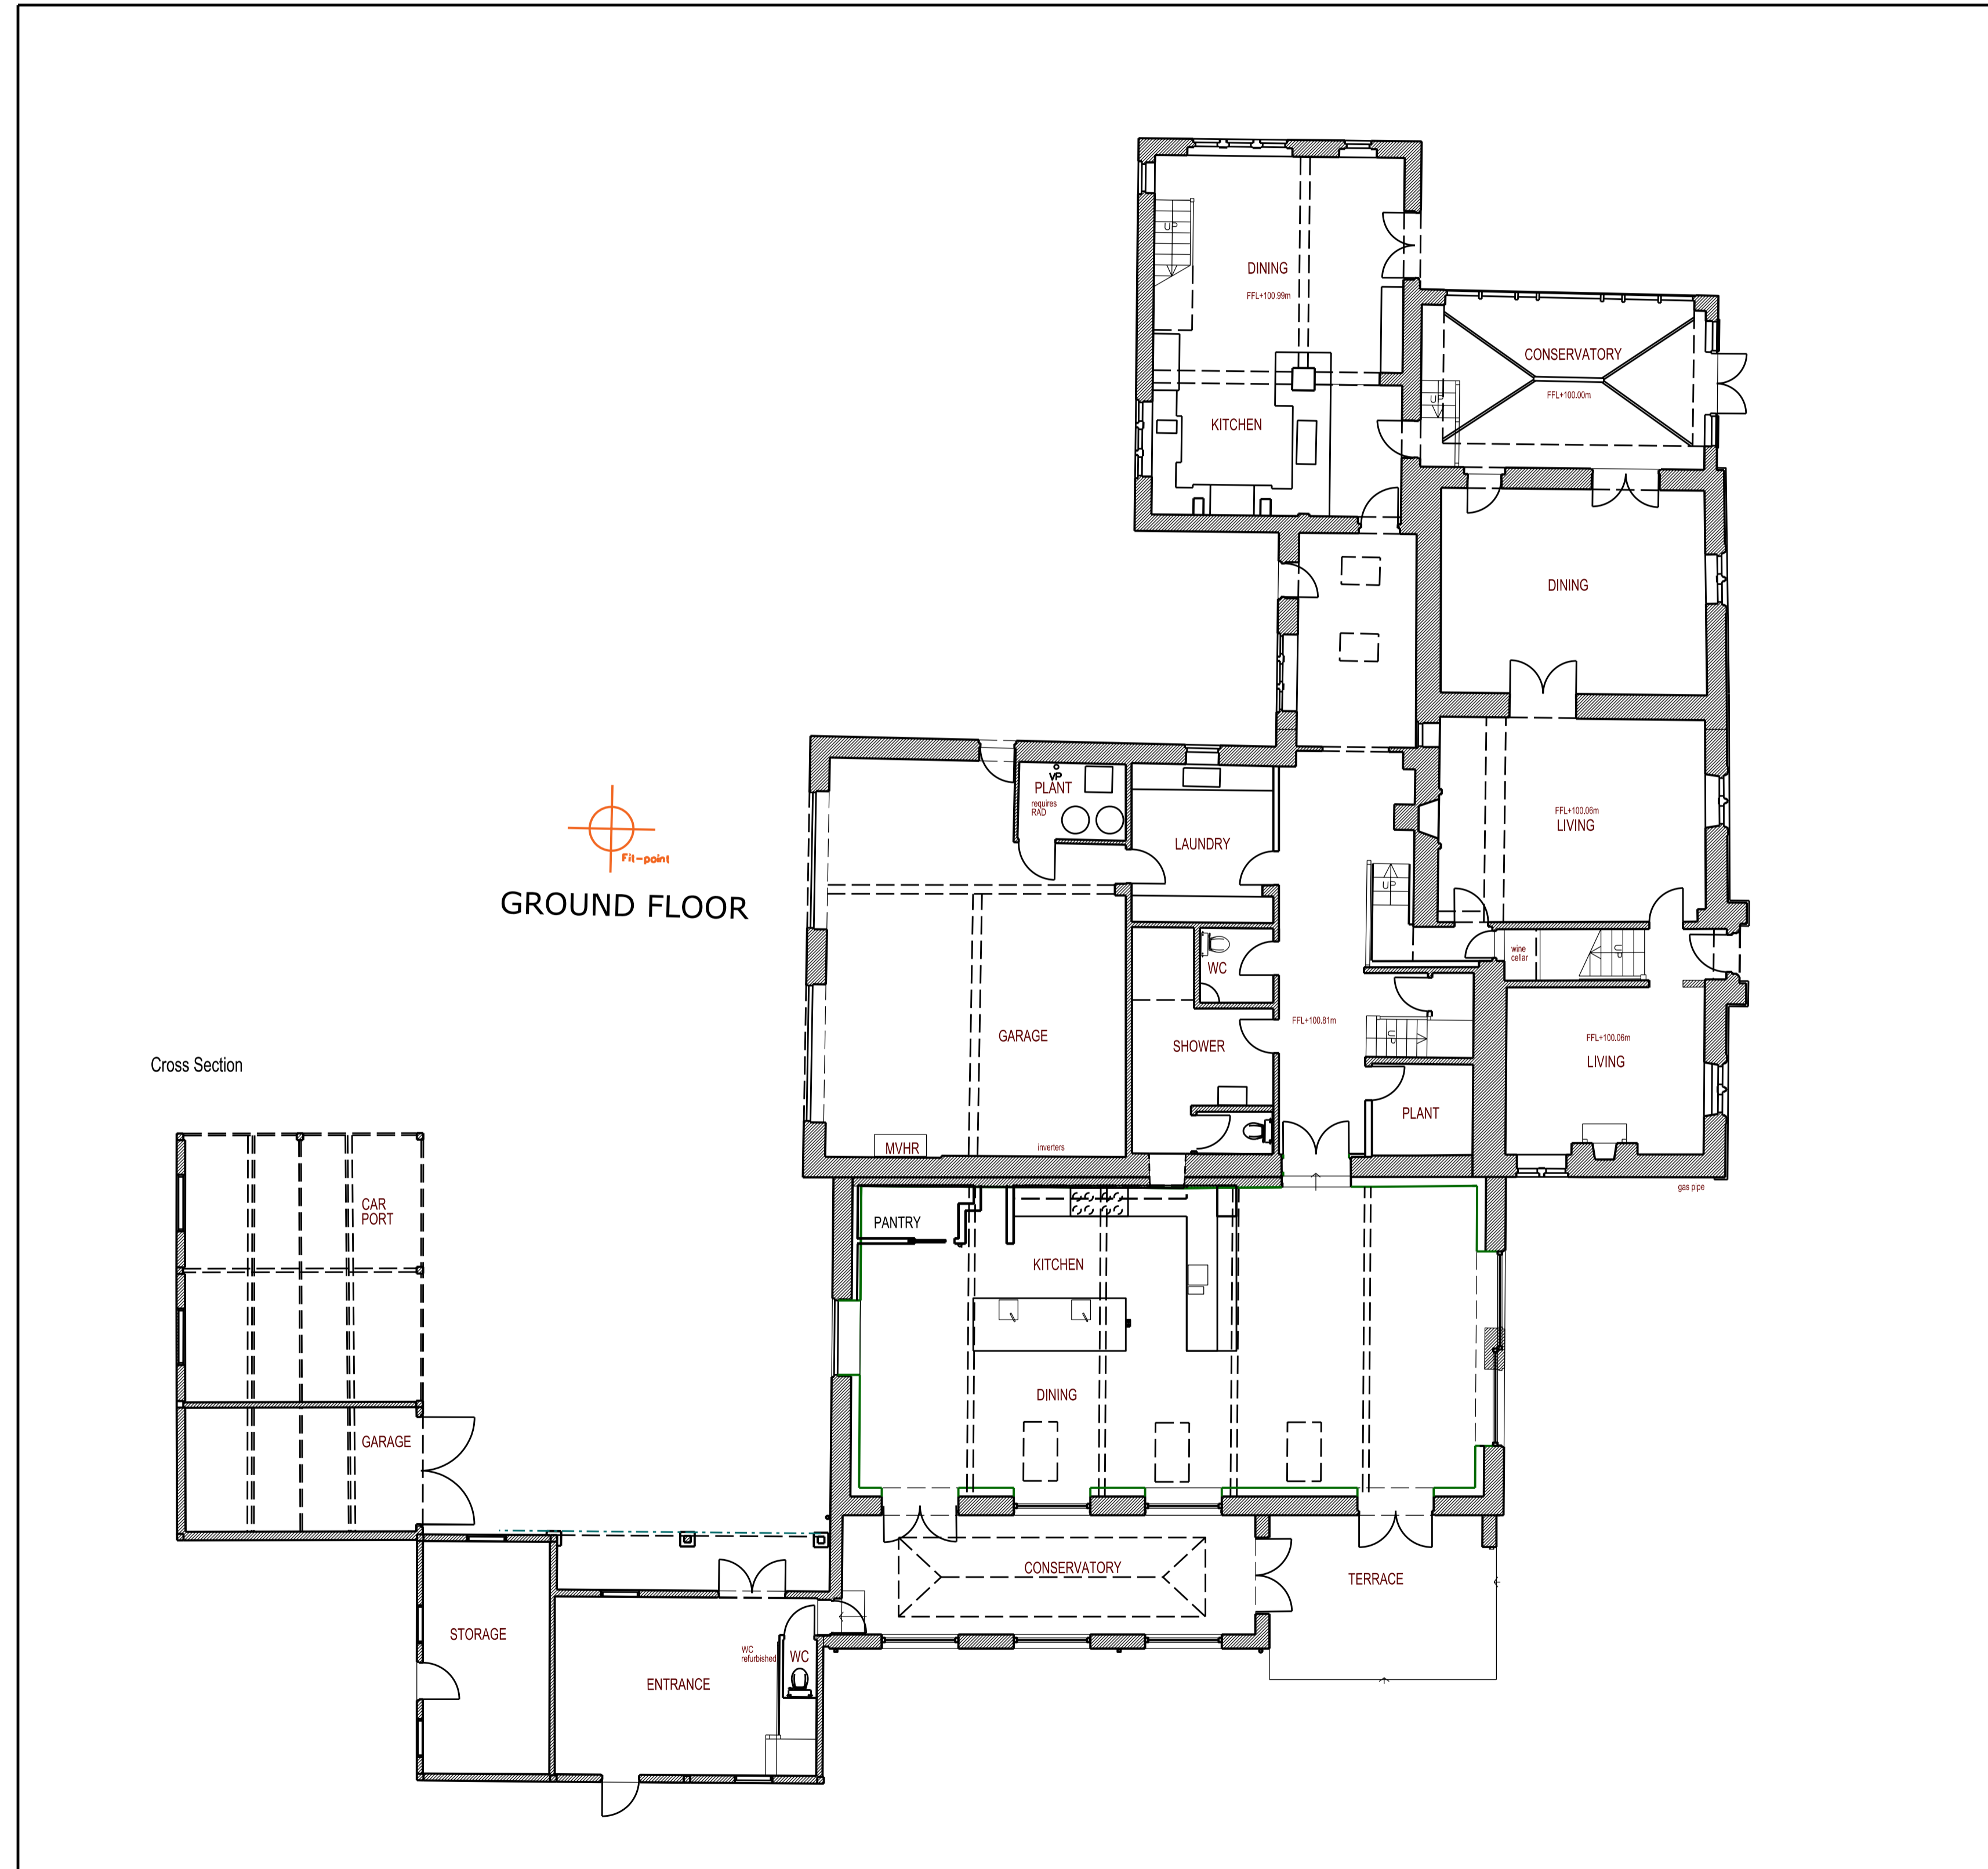 UP
DINING
FFL+100.99m
CONSERVATORY
FFL+100.00m
UP
KITCHEN
DINING
VP
PLANT
requires
RAD
FFL+100.06m
LIVING
LAUNDRY
Fit-point
GROUND FLOOR
UP
wine
cellar
UP
WC
FFL+100.81m
GARAGE
SHOWER
UP
FFL+100.06m
LIVING
Cross Section
PLANT
MVHR
inverters
gas pipe
CAR
PORT
PANTRY
KITCHEN
DINING
GARAGE
CONSERVATORY
TERRACE
STORAGE
WC
refurbished
WC
ENTRANCE